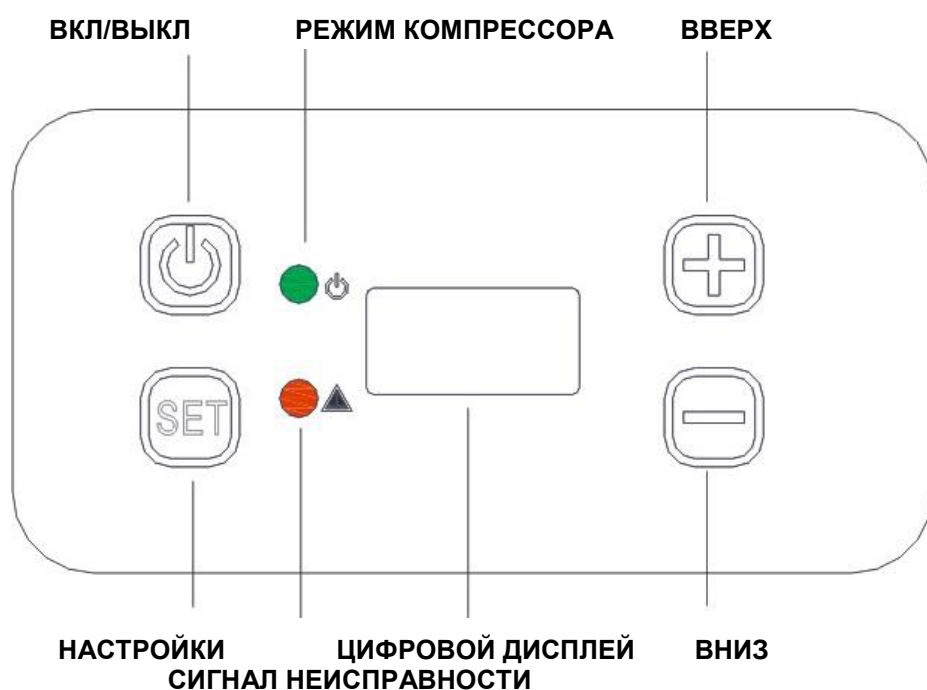 ВКЛ/ВЫКЛ РЕЖИМ КОМПРЕССОРА ВВЕРХ
SET
НАСТРОЙКИ ЦИФРОВОЙ ДИСПЛЕЙ ВНИЗ
СИГНАЛ НЕИСПРАВНОСТИ